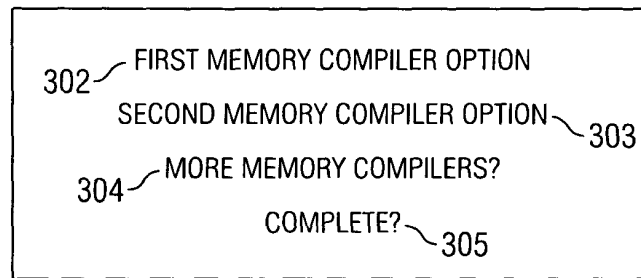 302 FIRST MEMORY COMPILER OPTION
SECOND MEMORY COMPILER OPTION 303
304 MORE MEMORY COMPILERS?
COMPLETE? 305